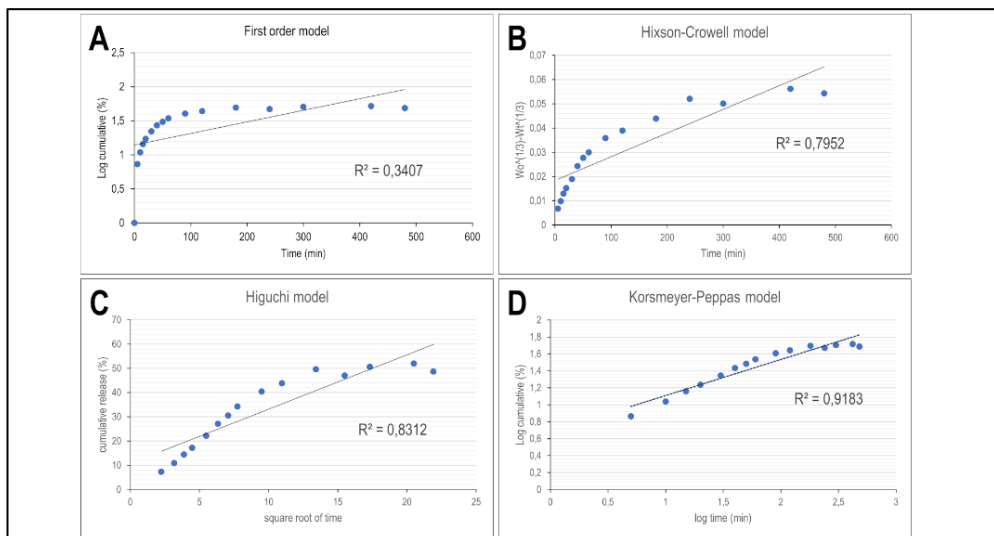 A
First order model
Log cumulative (%)
2,5
2
1,5
1
0,5
0
R² = 0,3407
0 100 200 300 400 500 600
Time (min)
B
Hixson-Crowell model
Wo^(1/3)-Wt^(1/3)
0,07
0,06
0,05
0,04
0,03
0,02
0,01
0
R² = 0,7952
0 100 200 300 400 500 600
Time (min)
C
Higuchi model
cumulative release (%)
70
60
50
40
30
20
10
0
R² = 0,8312
0 5 10 15 20 25
square root of time
D
Korsmeyer-Peppas model
Log cumulative (%)
2
1,8
1,6
1,4
1,2
1
0,8
0,6
0,4
0,2
0
R² = 0,9183
0 0,5 1 1,5 2 2,5 3
log time (min)